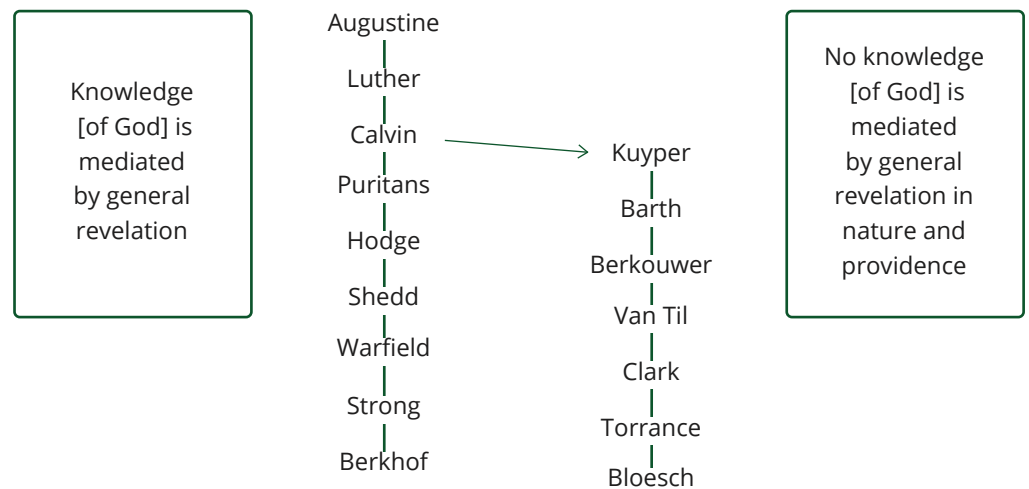 Knowledge
[of God] is
mediated
by general
revelation
Augustine
Luther
Calvin
Puritans
Hodge
Shedd
Warfield
Strong
Berkhof
Kuyper
Barth
Berkouwer
Van Til
Clark
Torrance
Bloesch
No knowledge
[of God] is
mediated
by general
revelation in
nature and
providence